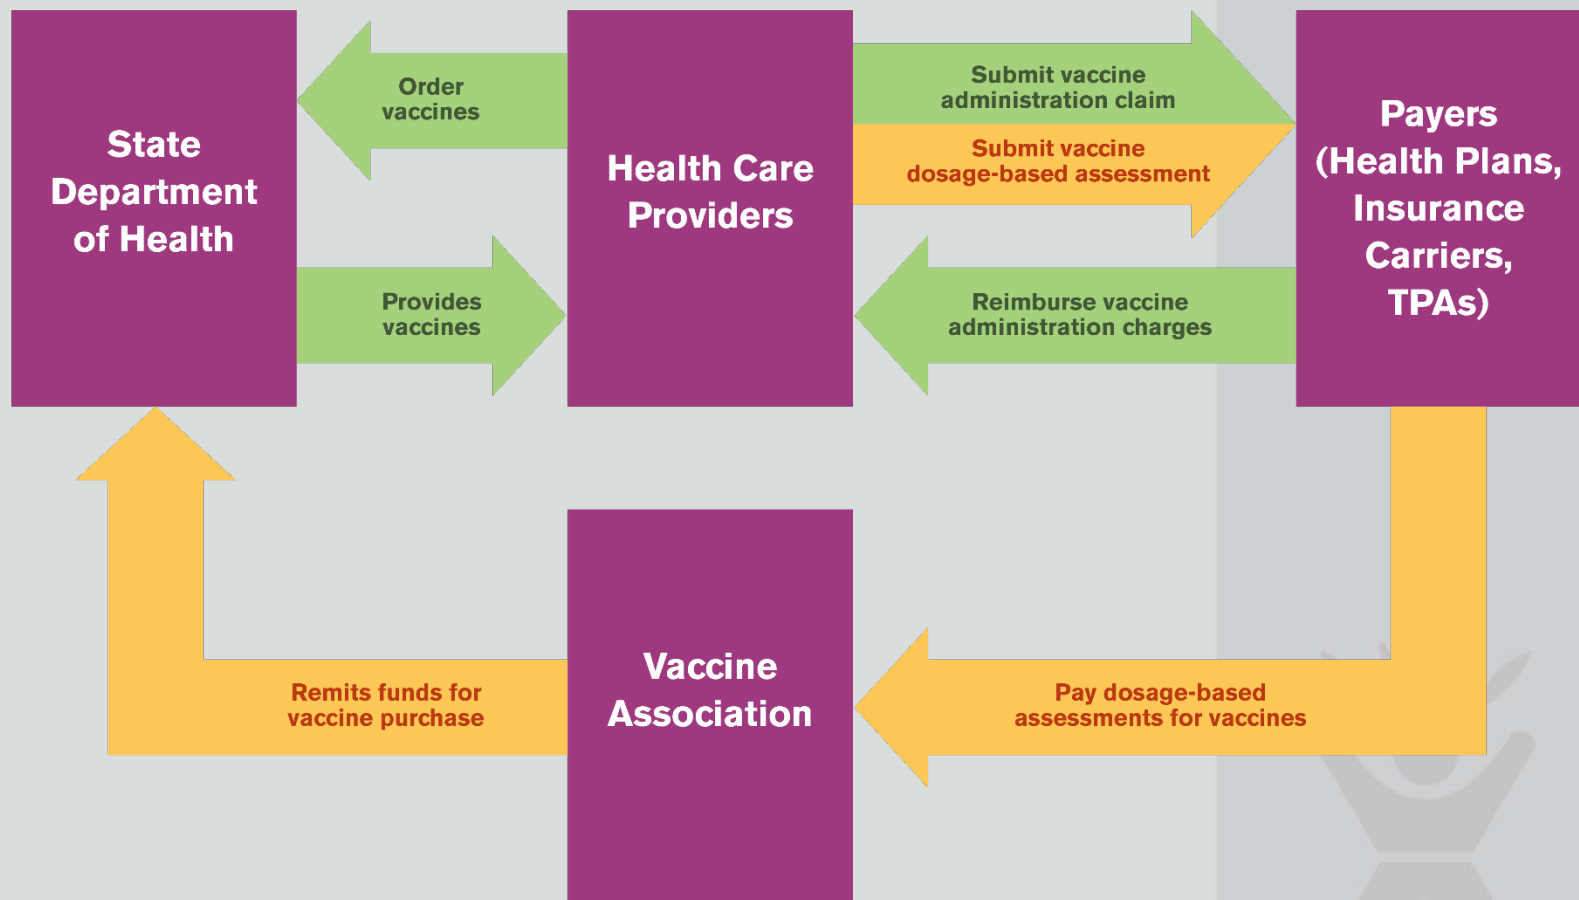 State
Department
of Health
Order
vaccines
Provides
vaccines
Health Care
Providers
Submit vaccine
administration claim
Submit vaccine
dosage-based assessment
Reimburse vaccine
administration charges
Payers
(Health Plans,
Insurance
Carriers,
TPAs)
Remits funds for
vaccine purchase
Vaccine
Association
Pay dosage-based
assessments for vaccines